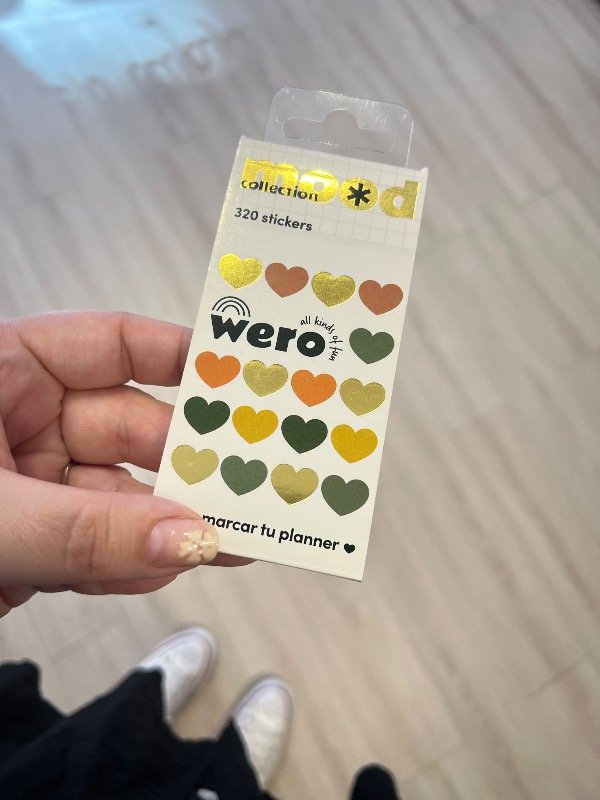 mood
collection
320 stickers
wero
all kinds of fun
marcar tu planner